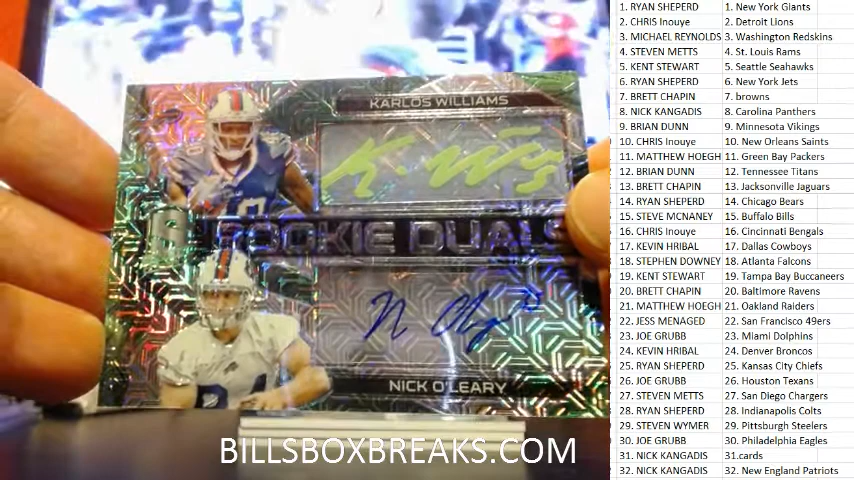 KARLOS WILLIAMS
ROOKIE DUALS
NICK O'LEARY
BILLSBOXBREAKS.COM
1. RYAN SHEPERD 1. New York Giants
2. CHRIS Inouye 2. Detroit Lions
3. MICHAEL REYNOLDS 3. Washington Redskins
4. STEVEN METTS 4. St. Louis Rams
5. KENT STEWART 5. Seattle Seahawks
6. RYAN SHEPERD 6. New York Jets
7. BRETT CHAPIN 7. browns
8. NICK KANGADIS 8. Carolina Panthers
9. BRIAN DUNN 9. Minnesota Vikings
10. CHRIS Inouye 10. New Orleans Saints
11. MATTHEW HOEGH 11. Green Bay Packers
12. BRIAN DUNN 12. Tennessee Titans
13. BRETT CHAPIN 13. Jacksonville Jaguars
14. RYAN SHEPERD 14. Chicago Bears
15. STEVE MCNANEY 15. Buffalo Bills
16. CHRIS Inouye 16. Cincinnati Bengals
17. KEVIN HRIBAL 17. Dallas Cowboys
18. STEPHEN DOWNEY 18. Atlanta Falcons
19. KENT STEWART 19. Tampa Bay Buccaneers
20. BRETT CHAPIN 20. Baltimore Ravens
21. MATTHEW HOEGH 21. Oakland Raiders
22. JESS MENAGED 22. San Francisco 49ers
23. JOE GRUBB 23. Miami Dolphins
24. KEVIN HRIBAL 24. Denver Broncos
25. RYAN SHEPERD 25. Kansas City Chiefs
26. JOE GRUBB 26. Houston Texans
27. STEVEN METTS 27. San Diego Chargers
28. RYAN SHEPERD 28. Indianapolis Colts
29. STEVEN WYMER 29. Pittsburgh Steelers
30. JOE GRUBB 30. Philadelphia Eagles
31. NICK KANGADIS 31.cards
32. NICK KANGADIS 32. New England Patriots